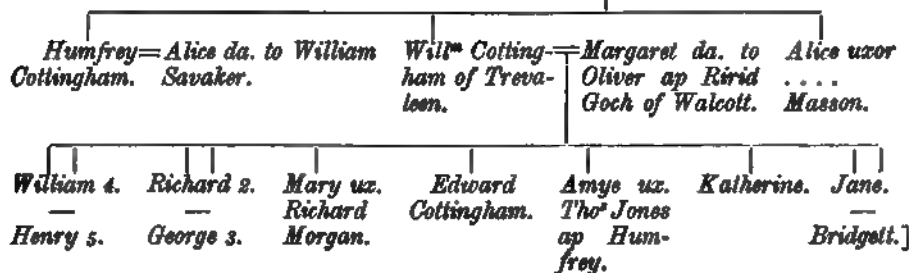 Humfrey=Alice da. to William
Cottingham. Savaker.
Willm Cotting-
ham of Treva-
leen.
=Margaret da. to
Oliver ap Ririd
Goch of Walcott.
Alice uxor
....
Masson.
William 4.
—
Henry 5.
Richard 2.
—
George 3.
Mary ux.
Richard
Morgan.
Edward
Cottingham.
Amye ux.
Thos Jones
ap Hum-
frey.
Katherine.
Jane.
—
Bridgett.]